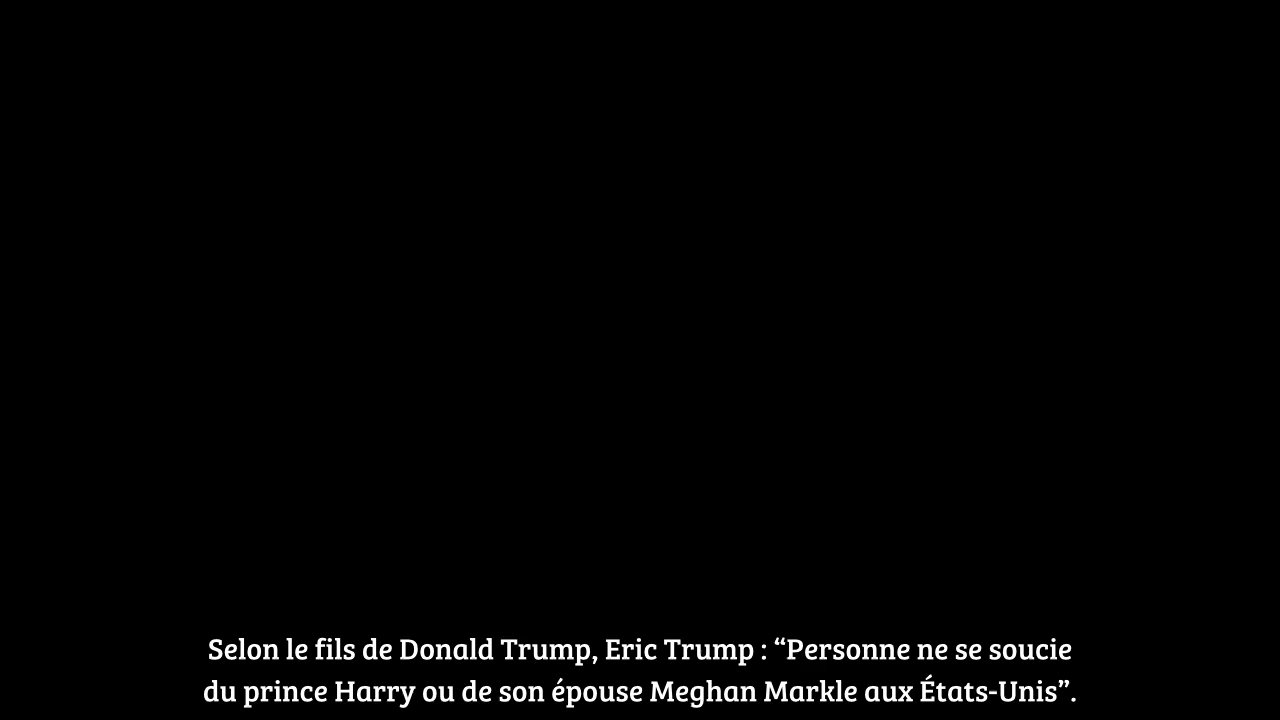 Selon le fils de Donald Trump, Eric Trump : “Personne ne se soucie
du prince Harry ou de son épouse Meghan Markle aux États-Unis”.